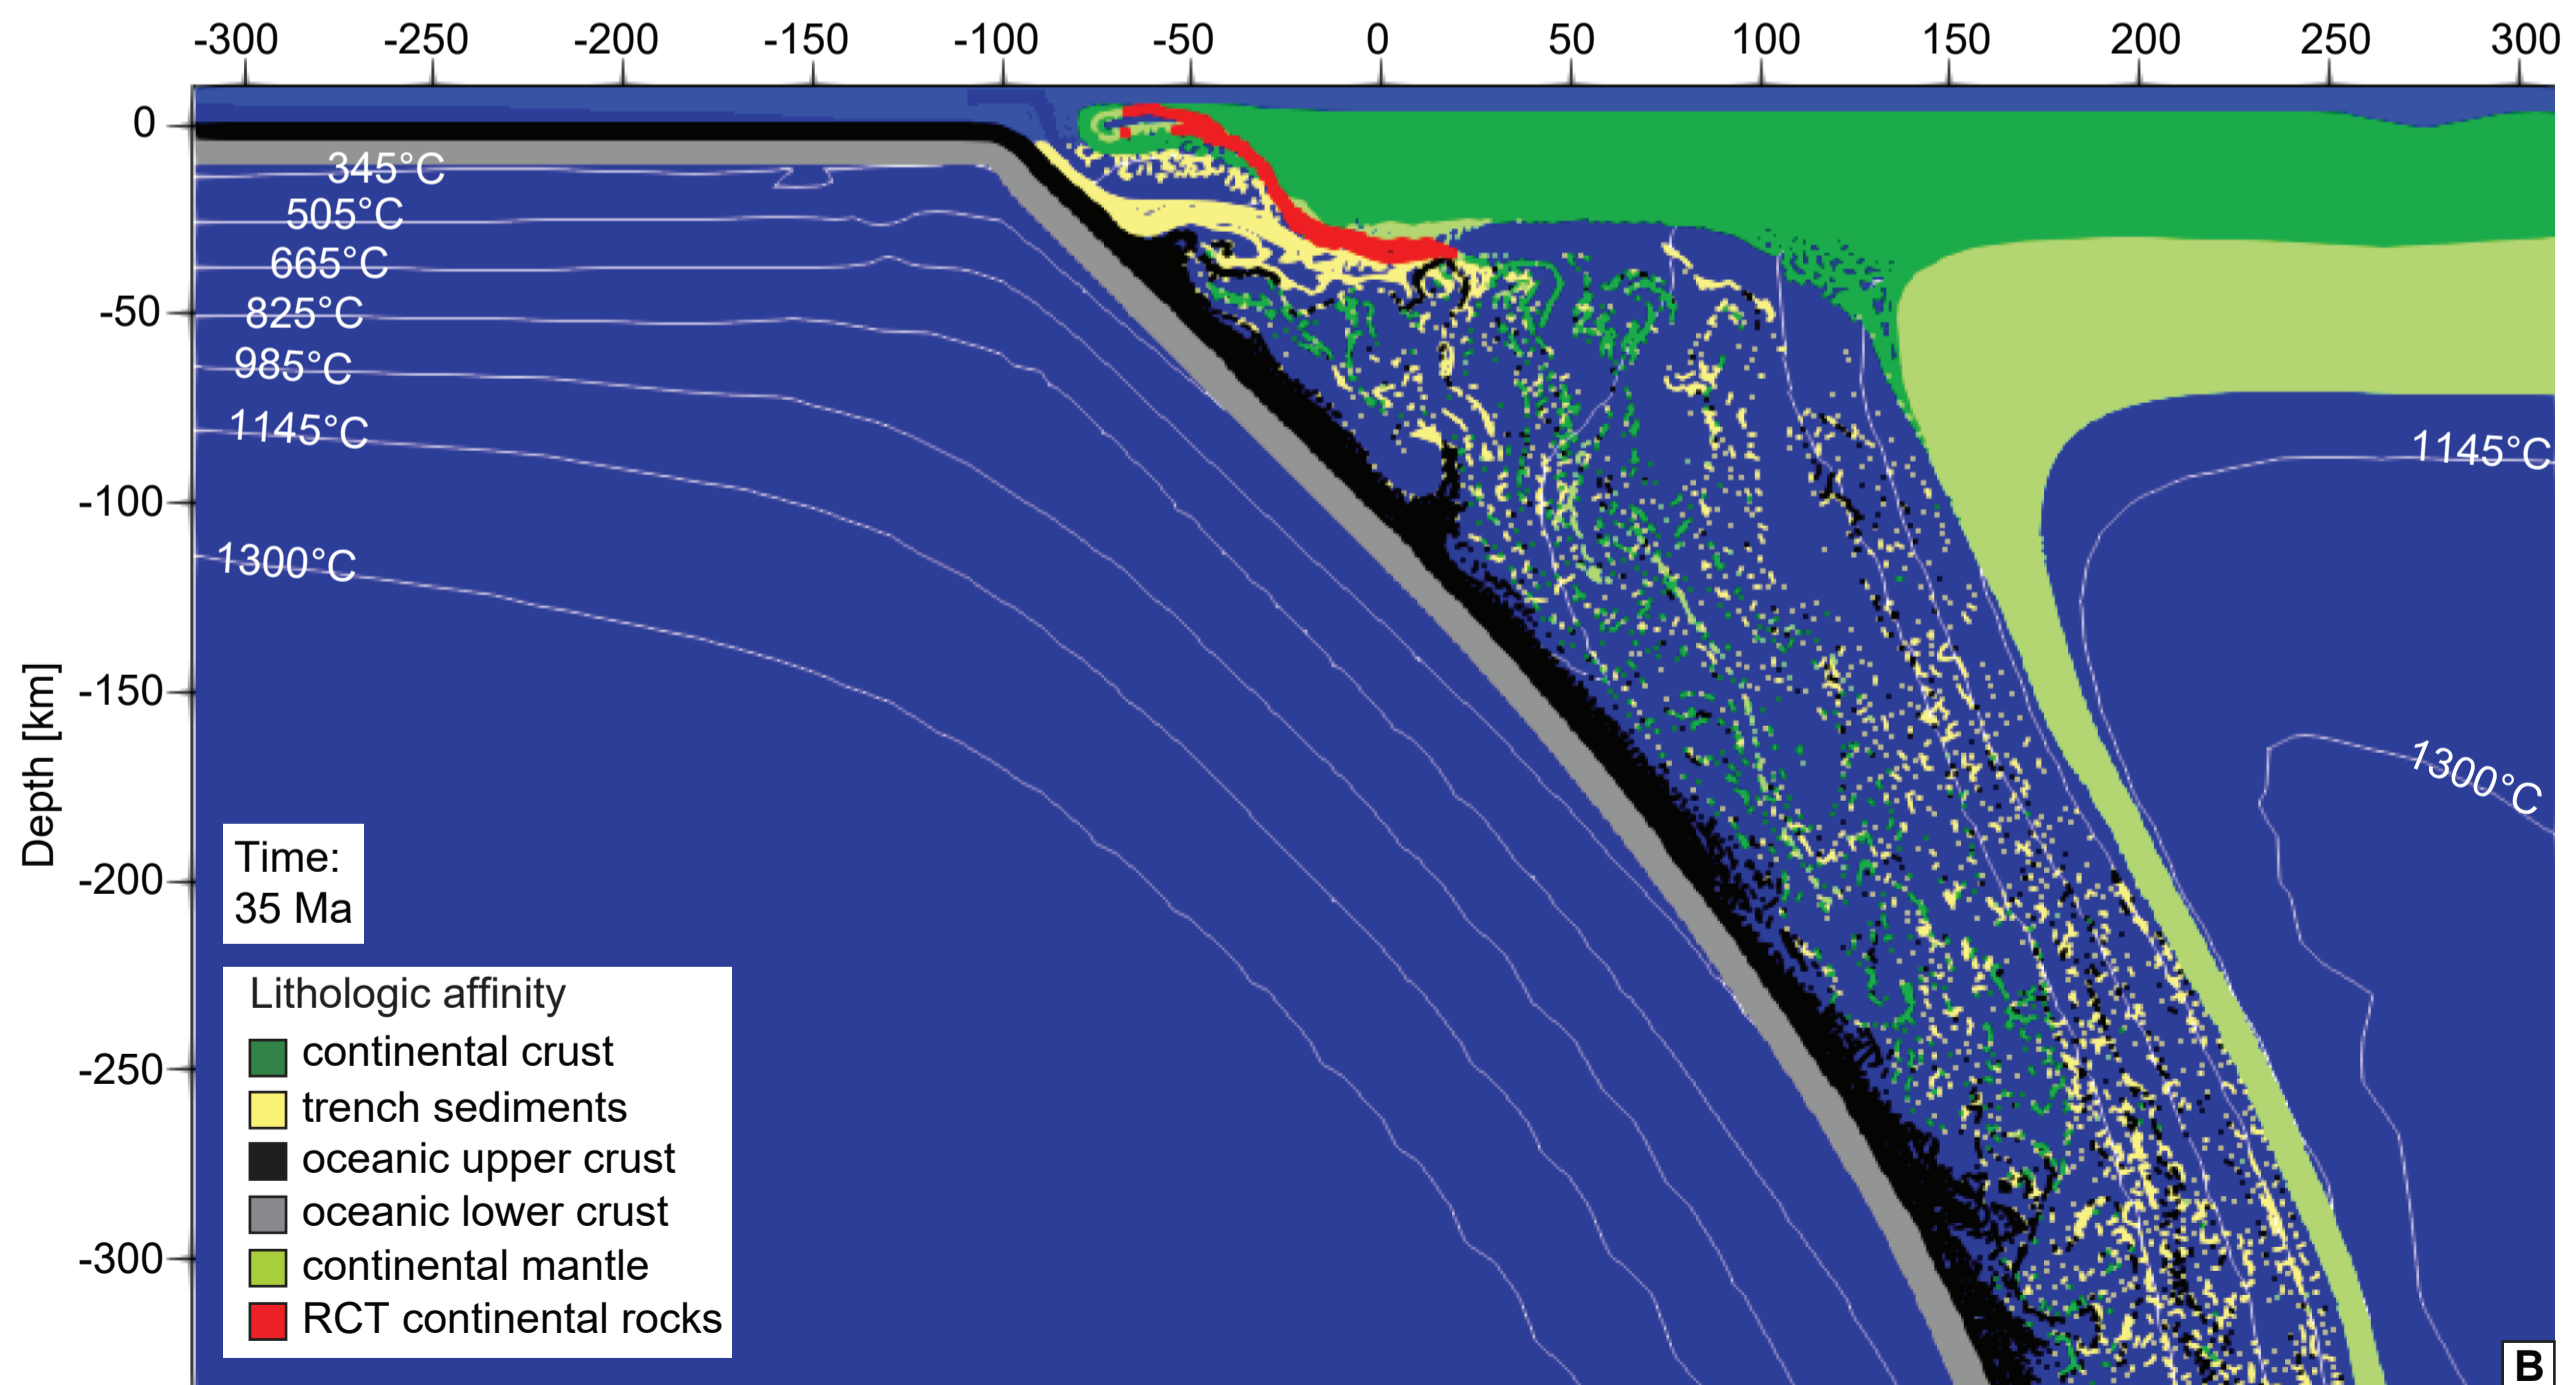 -300 -250 -200 -150 -100 -50 0 50 100 150 200 250 300
0
345°C
505°C
665°C
-50
825°C
985°C
1145°C
1145°C
-100
1300°C
Depth [km]
-150
1300°C
-200
-250
-300
Time:
35 Ma
Lithologic affinity
continental crust
trench sediments
oceanic upper crust
oceanic lower crust
continental mantle
RCT continental rocks
B